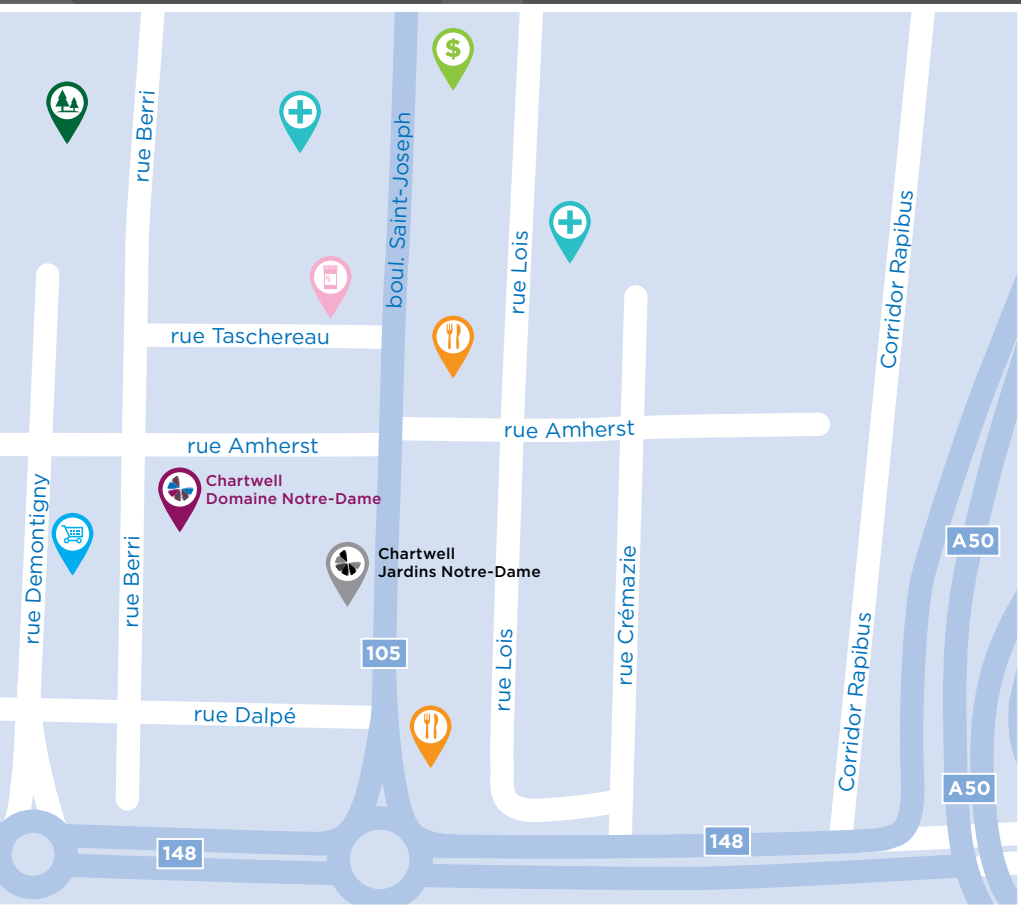 $
rue Berri
boul. Saint-Joseph
rue Lois
Corridor Rapibus
rue Taschereau
rue Amherst
rue Amherst
Chartwell
Domaine Notre-Dame
rue Demontigny
rue Berri
Chartwell
Jardins Notre-Dame
A50
rue Crémazie
105
rue Lois
Corridor Rapibus
rue Dalpé
A50
148
148